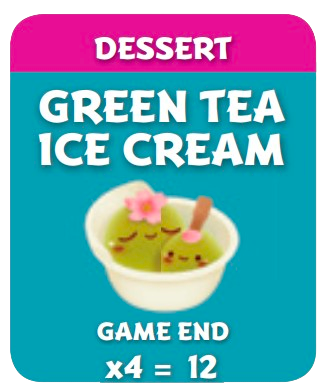 DESSERT
GREEN TEA
ICE CREAM
GAME END
x4 = 12